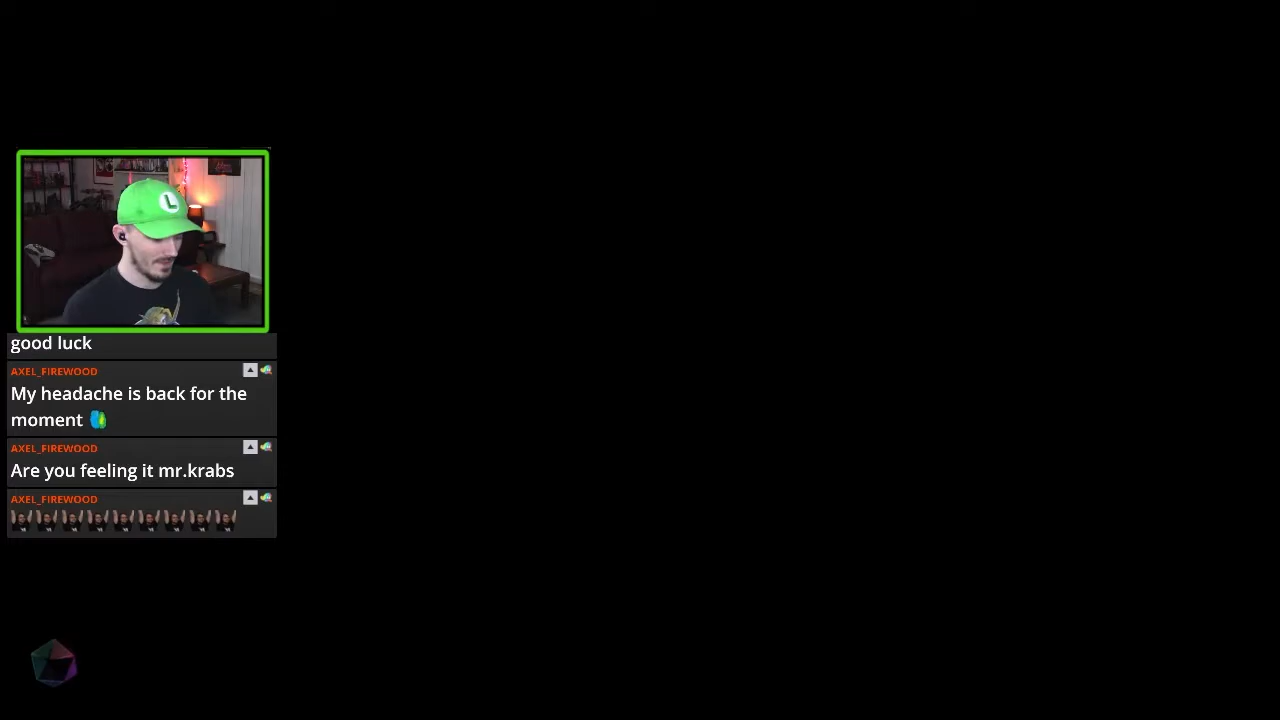 L
good luck
AXEL_FIREWOOD
My headache is back for the
moment
AXEL_FIREWOOD
Are you feeling it mr.krabs
AXEL_FIREWOOD